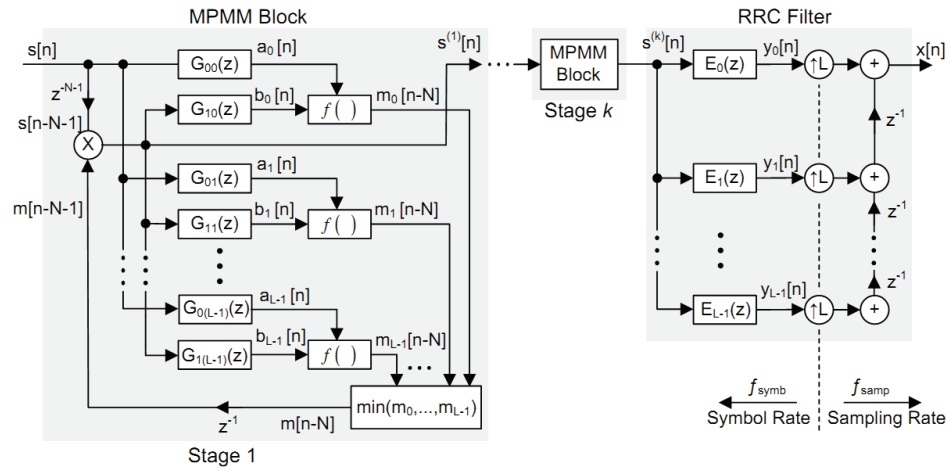 MPMM Block
RRC Filter
s[n]
G₀₀(z)
a₀[n]
z⁻ᴺ⁻¹
s[n-N-1]
X
G₁₀(z)
b₀[n]
f ( )
m₀[n-N]
s⁽¹⁾[n]
MPMM
Block
Stage k
s⁽ᵏ⁾[n]
E₀(z)
y₀[n]
↑L
+
x[n]
z⁻¹
m[n-N-1]
G₀₁(z)
a₁[n]
G₁₁(z)
b₁[n]
f ( )
m₁[n-N]
E₁(z)
y₁[n]
↑L
+
z⁻¹
z⁻¹
G₀₍L₋₁₎(z)
aL₋₁[n]
G₁₍L₋₁₎(z)
bL₋₁[n]
f ( )
mL₋₁[n-N]
EL₋₁(z)
yL₋₁[n]
↑L
+
min(m₀,...,mL₋₁)
z⁻¹
m[n-N]
Stage 1
fsymb
Symbol Rate
fsamp
Sampling Rate